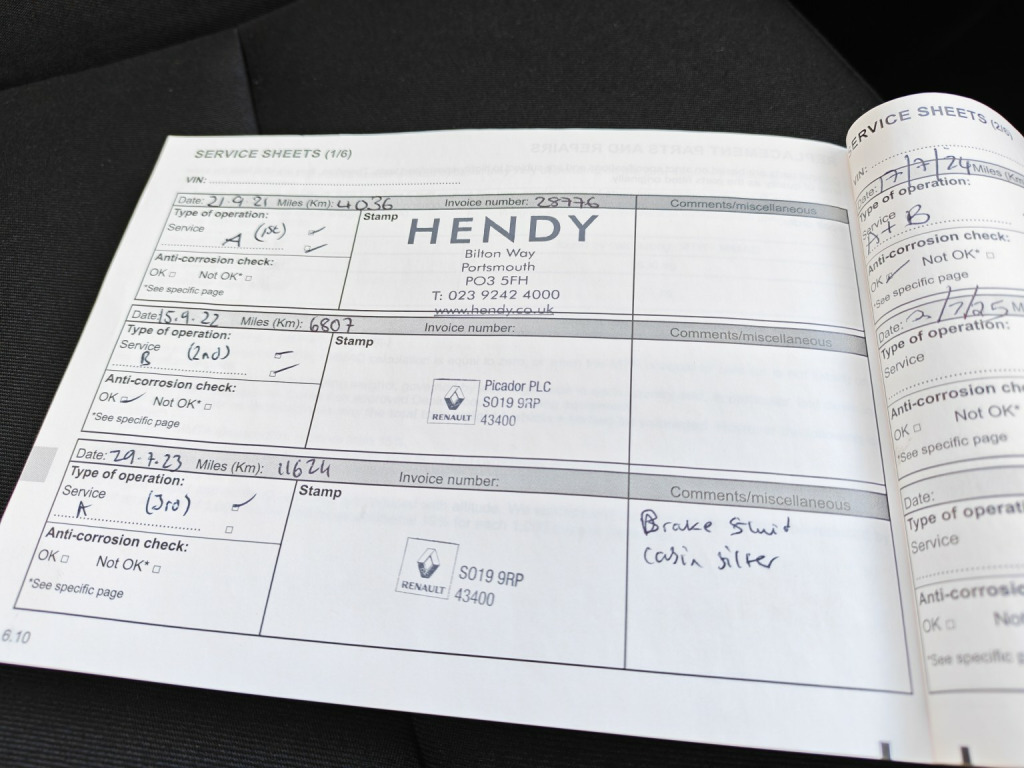 SERVICE SHEETS (1/6)
VIN:
Date: 21-9 21 Miles (Km): 4036 Invoice number: 28776
Comments/miscellaneous
Type of operation:
Service
A (1st)
Anti-corrosion check:
OK Not OK*
*See specific page
Stamp
HENDY
Bilton Way
Portsmouth
PO3 5FH
T: 023 9242 4000
www.hendy.co.uk
Date: 15.9.22 Miles (Km): 6807 Invoice number:
Comments/miscellaneous
Type of operation:
Service
B (2nd)
Anti-corrosion check:
OK Not OK*
*See specific page
Stamp
RENAULT
Picador PLC
SO19 9RP
43400
Date: 29-7.23 Miles (Km): 11624 Invoice number:
Comments/miscellaneous
Type of operation:
Service
A (3rd)
Anti-corrosion check:
OK Not OK*
*See specific page
Stamp
RENAULT
SO19 9RP
43400
Brake fluid
cabin filter
6.10
ERVICE SHEETS
VIN:
Date: 17/7/24 Miles (Km
Type of operation:
Service
A + B
Anti-corrosion check:
OK Not OK*
*See specific page
Date: 2/7/25 M
Type of operation:
Service
Anti-corrosion ch
OK Not OK*
*See specific page
Date:
Type of operati
Service
Anti-corrosio
OK No
*See specific